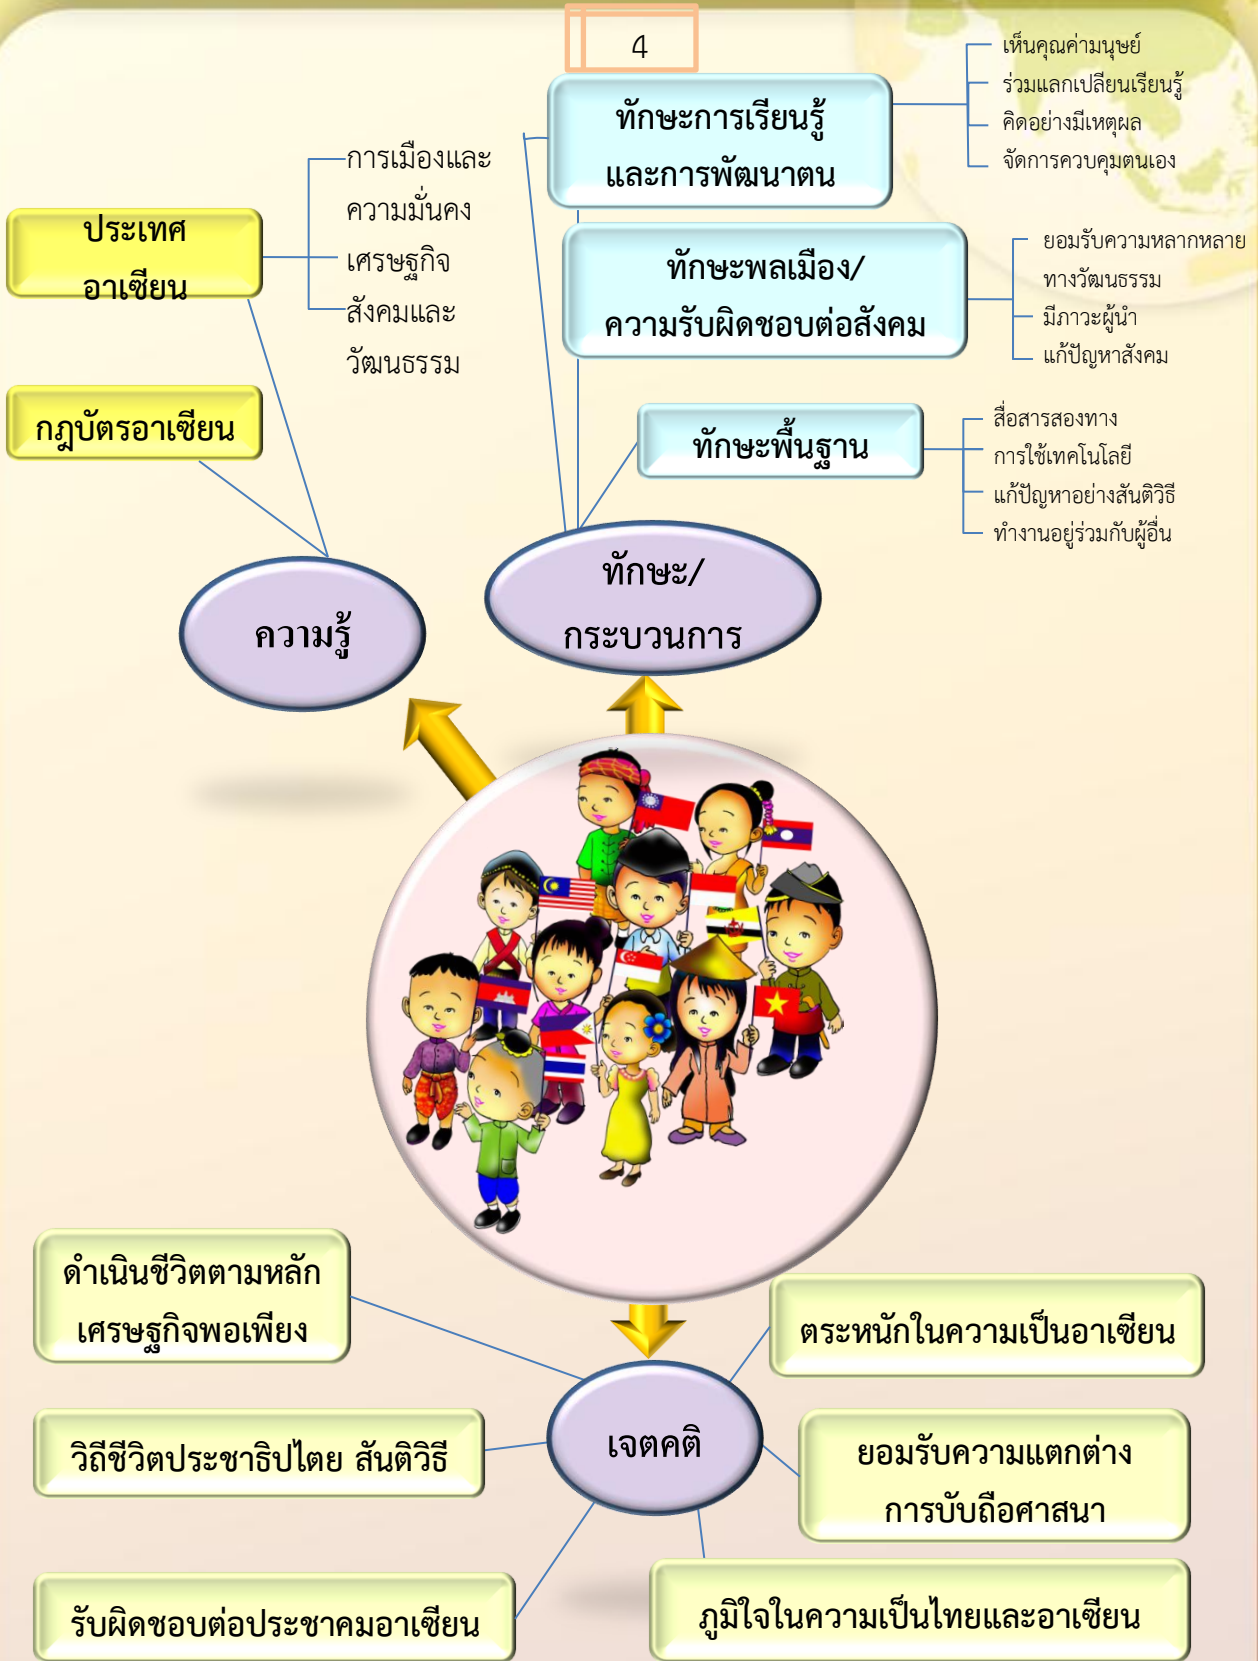 4
ทักษะการเรียนรู้
และการพัฒนาตน
เห็นคุณค่ามนุษย์
ร่วมแลกเปลี่ยนเรียนรู้
คิดอย่างมีเหตุผล
จัดการควบคุมตนเอง
ประเทศ
อาเซียน
การเมืองและ
ความมั่นคง
เศรษฐกิจ
สังคมและ
วัฒนธรรม
ทักษะพลเมือง/
ความรับผิดชอบต่อสังคม
ยอมรับความหลากหลาย
ทางวัฒนธรรม
มีภาวะผู้นำ
แก้ปัญหาสังคม
กฎบัตรอาเซียน
ทักษะพื้นฐาน
สื่อสารสองทาง
การใช้เทคโนโลยี
แก้ปัญหาอย่างสันติวิธี
ทำงานอยู่ร่วมกับผู้อื่น
ความรู้
ทักษะ/
กระบวนการ
ดำเนินชีวิตตามหลัก
เศรษฐกิจพอเพียง
ตระหนักในความเป็นอาเซียน
วิถีชีวิตประชาธิปไตย สันติวิธี
เจตคติ
ยอมรับความแตกต่าง
การบับถือศาสนา
รับผิดชอบต่อประชาคมอาเซียน
ภูมิใจในความเป็นไทยและอาเซียน